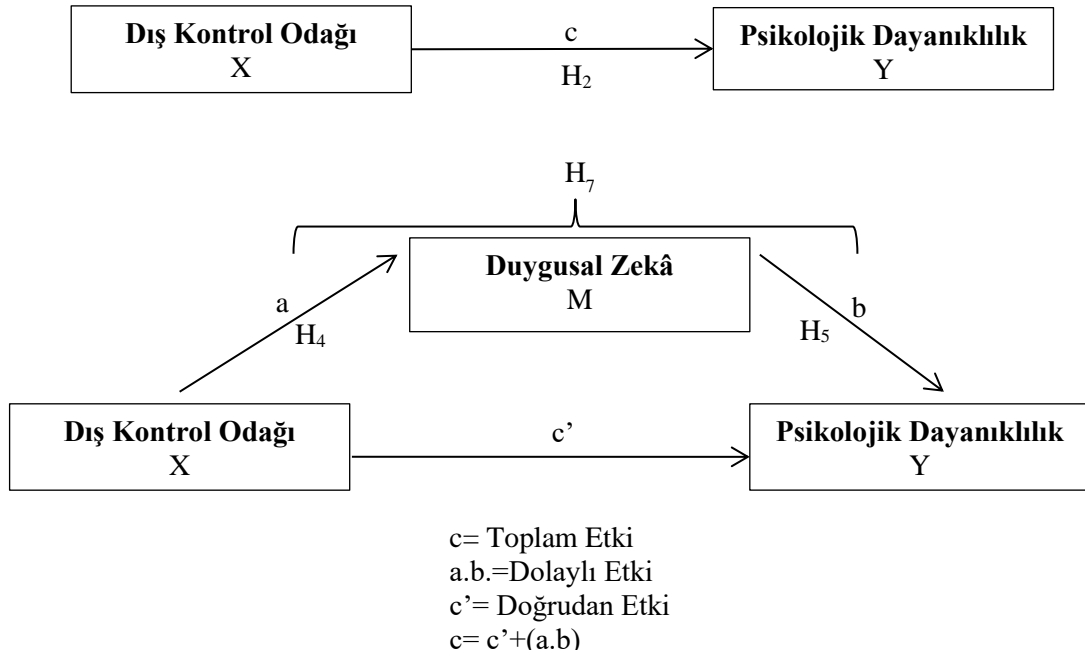 Dış Kontrol Odağı
X
c
H₂
Psikolojik Dayanıklılık
Y
H₇
Duygusal Zekâ
M
a
H₄
H₅
b
Dış Kontrol Odağı
X
c’
Psikolojik Dayanıklılık
Y
c= Toplam Etki
a.b.=Dolaylı Etki
c’= Doğrudan Etki
c= c’+(a.b)